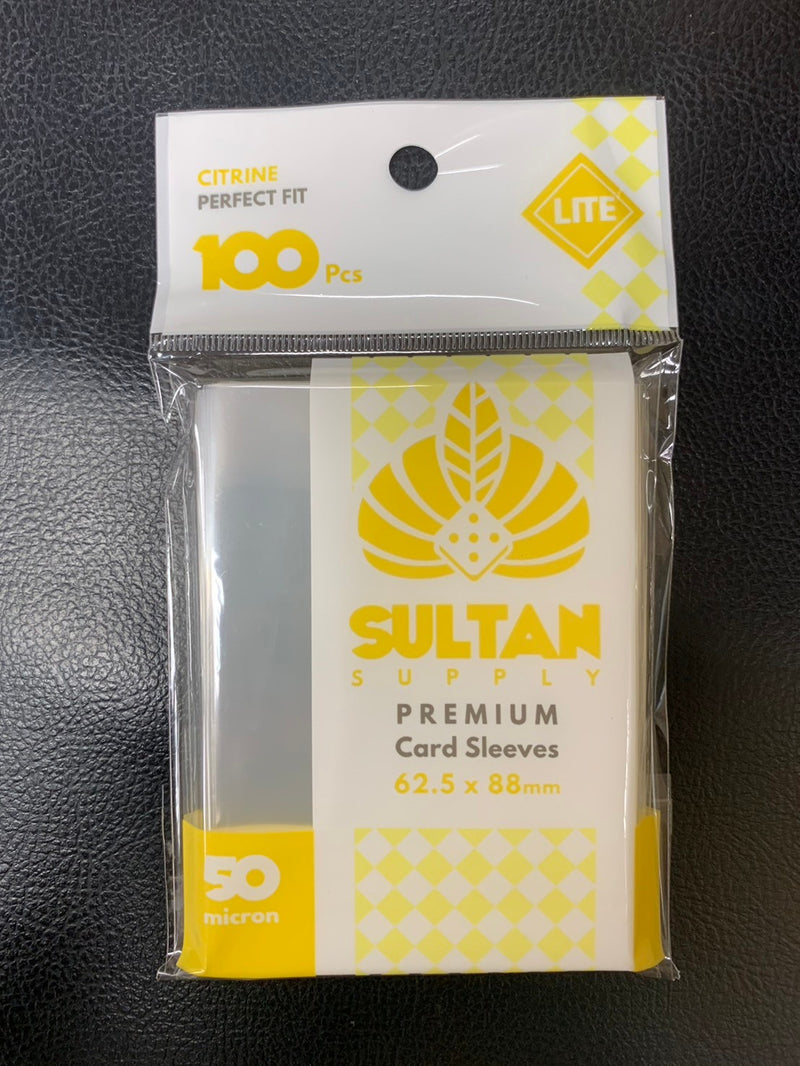 CITRINE
PERFECT FIT
100 Pcs
LITE
SULTAN
SUPPLY
PREMIUM
Card Sleeves
62.5 x 88mm
50
micron